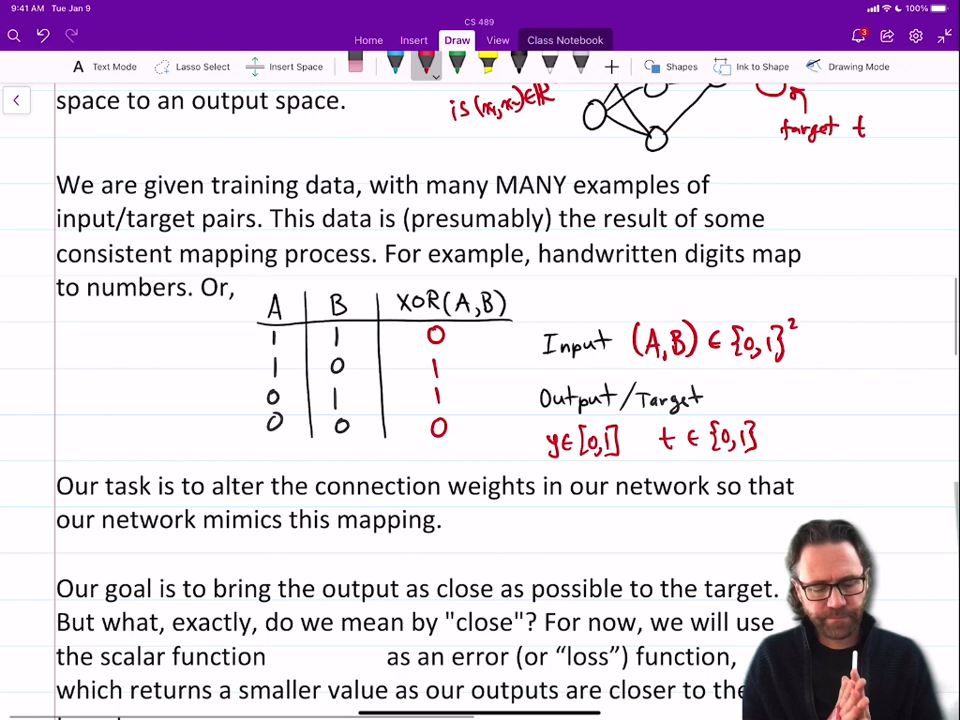 9:41 AM Tue Jan 9
100%
CS 489
Home Insert Draw View Class Notebook
3
A Text Mode Lasso Select Insert Space Shapes Ink to Shape Drawing Mode
space to an output space.
is (x₁,x₂)∈ℝ
target t
We are given training data, with many MANY examples of
input/target pairs. This data is (presumably) the result of some
consistent mapping process. For example, handwritten digits map
to numbers. Or,
A B XOR(A,B)
1 1 0
1 0 1
0 1 1
0 0 0
Input (A,B) ∈ {0,1}²
Output/Target
y∈[0,1] t ∈ {0,1}
Our task is to alter the connection weights in our network so that
our network mimics this mapping.
Our goal is to bring the output as close as possible to the target.
But what, exactly, do we mean by "close"? For now, we will use
the scalar function as an error (or “loss”) function,
which returns a smaller value as our outputs are closer to the